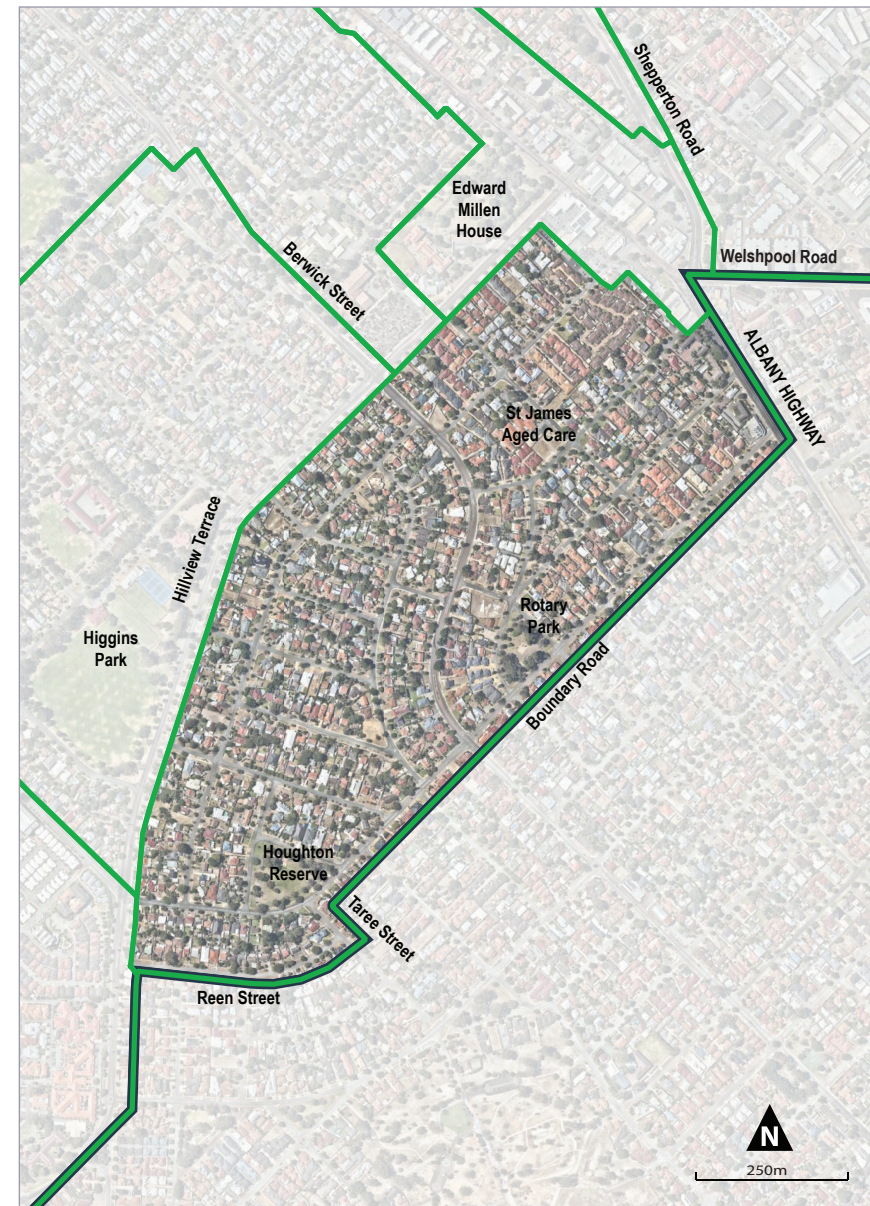 Shepperton Road
Edward
Millen
House
Berwick Street
Welshpool Road
ALBANY HIGHWAY
St James
Aged Care
Hillview Terrace
Rotary
Park
Higgins
Park
Boundary Road
Houghton
Reserve
Taree Street
Reen Street
N
250m